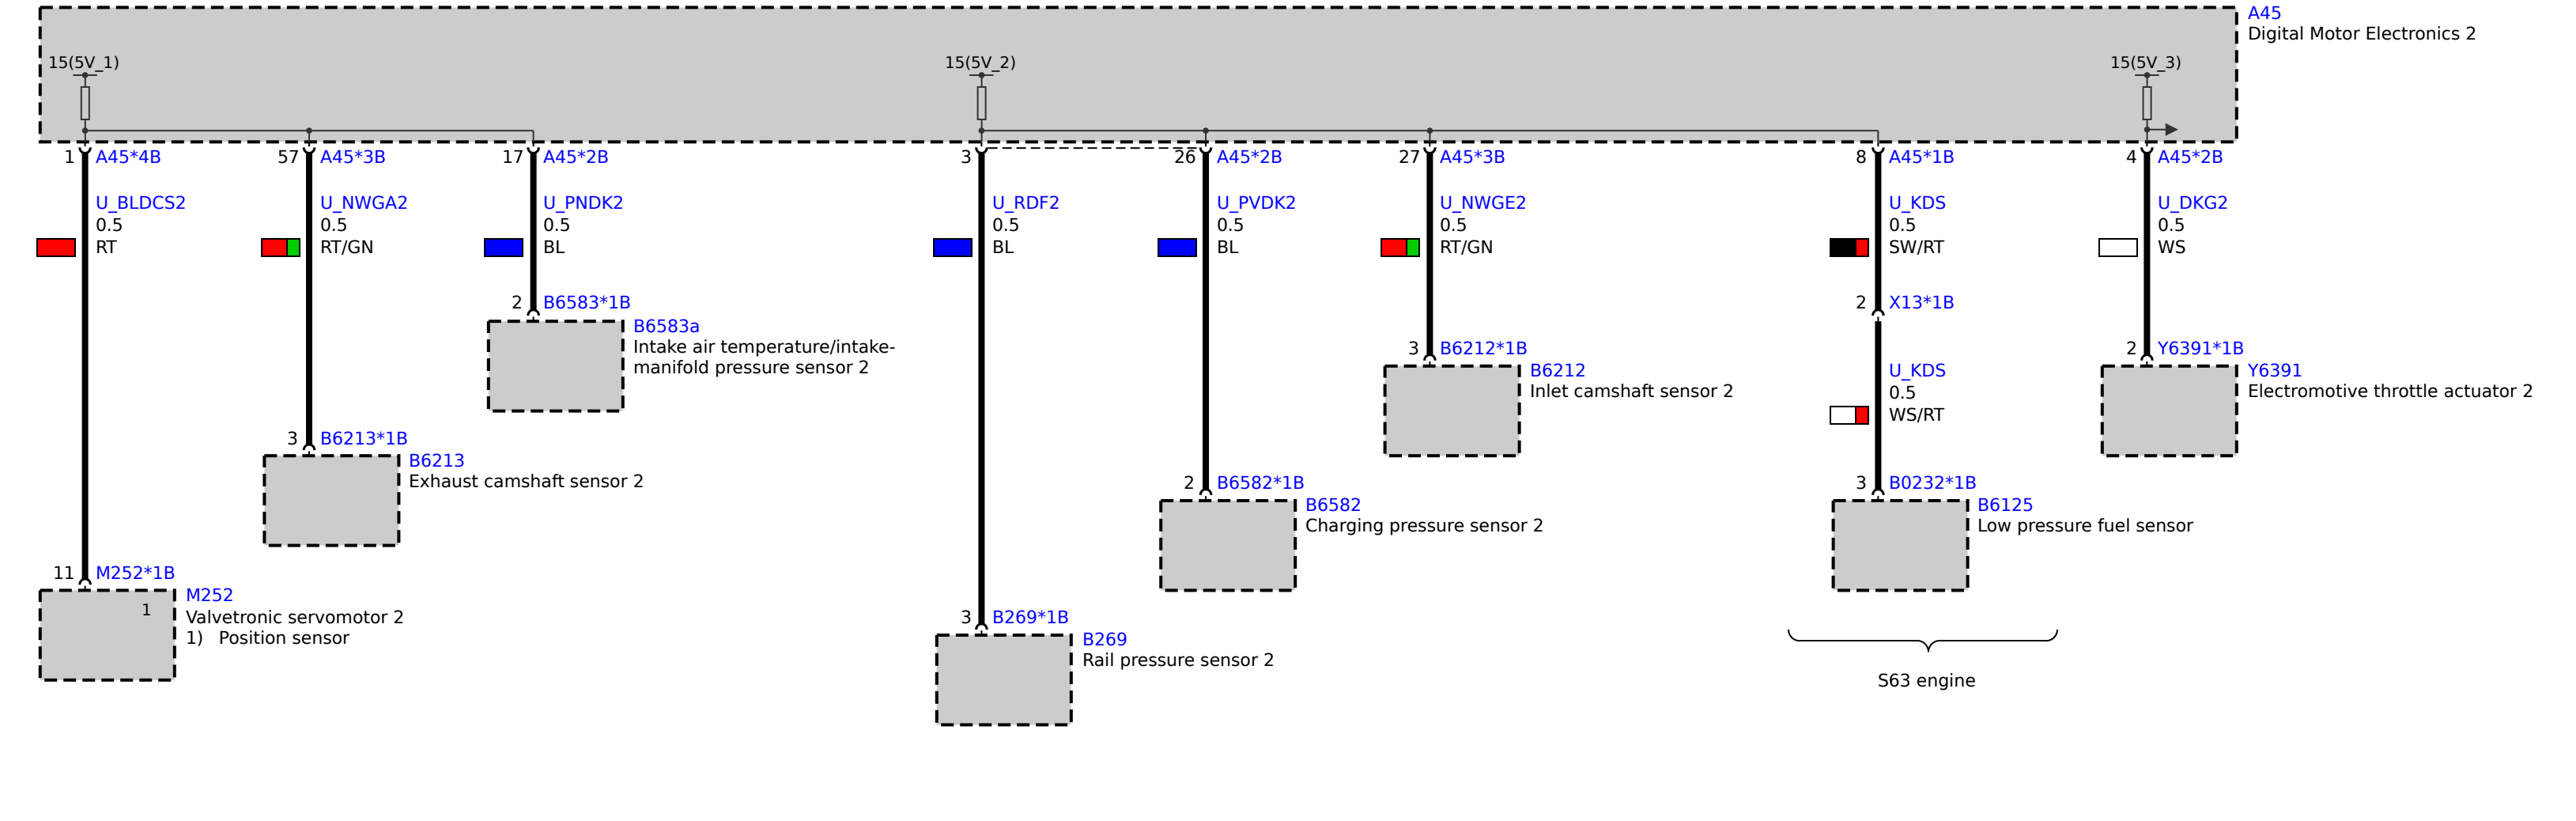 A45
Digital Motor Electronics 2
15(5V_1)
15(5V_2)
15(5V_3)
1 A45*4B
57 A45*3B
17 A45*2B
3
26 A45*2B
27 A45*3B
8 A45*1B
4 A45*2B
U_BLDCS2
0.5
RT
U_NWGA2
0.5
RT/GN
U_PNDK2
0.5
BL
U_RDF2
0.5
BL
U_PVDK2
0.5
BL
U_NWGE2
0.5
RT/GN
U_KDS
0.5
SW/RT
U_DKG2
0.5
WS
2 B6583*1B
B6583a
Intake air temperature/intake-
manifold pressure sensor 2
2 X13*1B
3 B6212*1B
B6212
Inlet camshaft sensor 2
U_KDS
0.5
WS/RT
2 Y6391*1B
Y6391
Electromotive throttle actuator 2
3 B6213*1B
B6213
Exhaust camshaft sensor 2
2 B6582*1B
B6582
Charging pressure sensor 2
3 B0232*1B
B6125
Low pressure fuel sensor
11 M252*1B
1
M252
Valvetronic servomotor 2
1) Position sensor
3 B269*1B
B269
Rail pressure sensor 2
S63 engine